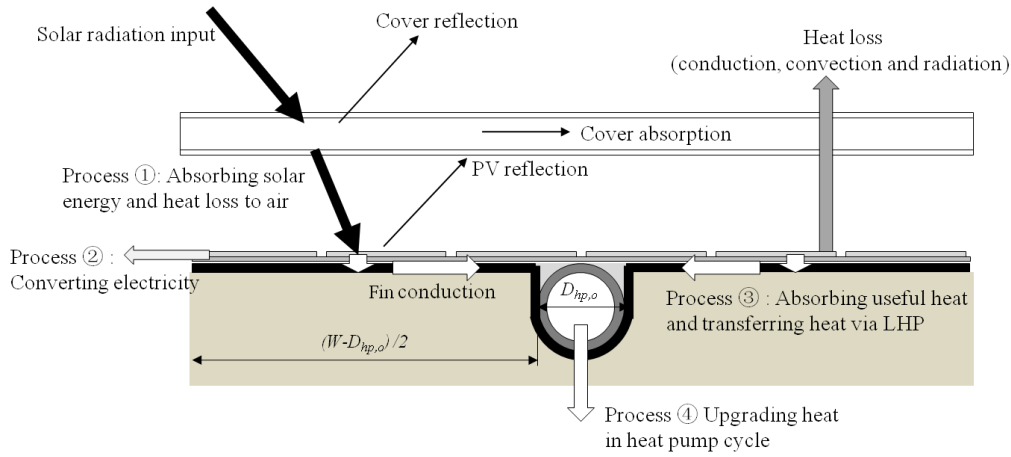 Solar radiation input
Cover reflection
Heat loss
(conduction, convection and radiation)
Cover absorption
Process ①: Absorbing solar
energy and heat loss to air
PV reflection
Process ② :
Converting electricity
Fin conduction
D_hp,o
Process ③ : Absorbing useful heat
and transferring heat via LHP
(W-D_hp,o)/2
Process ④ Upgrading heat
in heat pump cycle